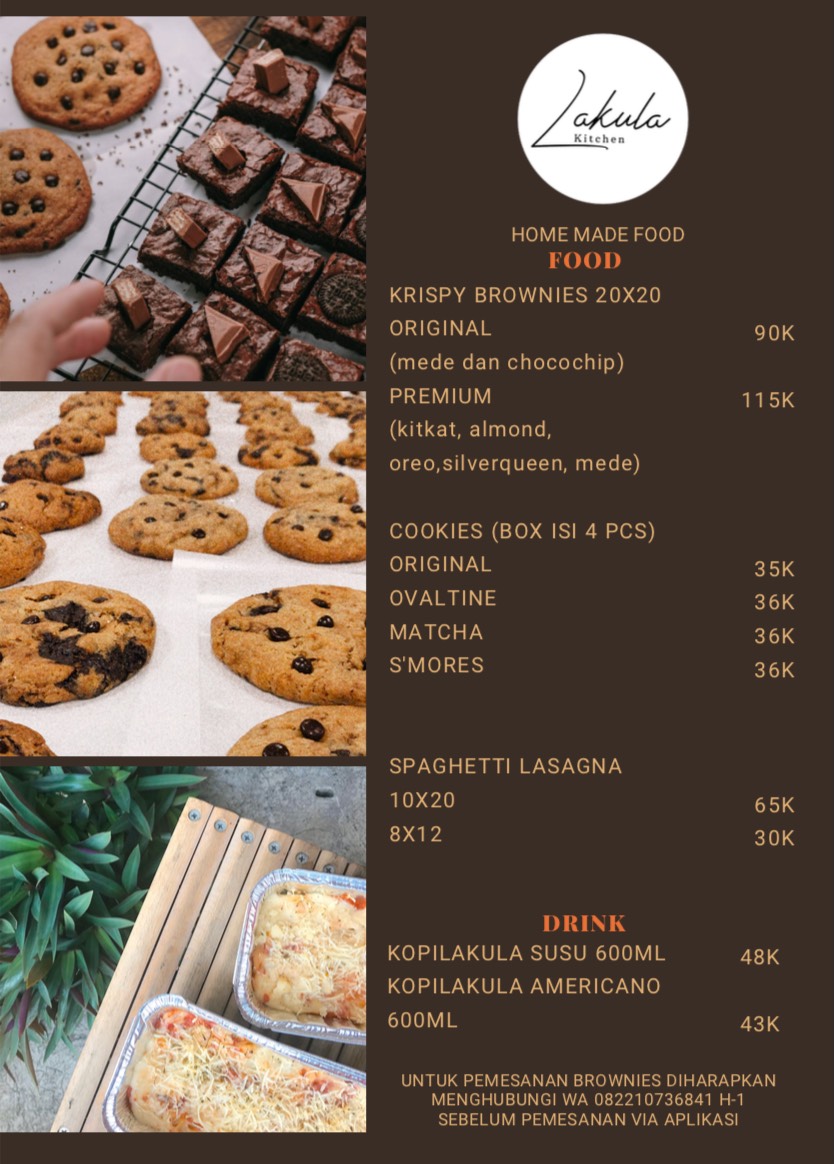 Lakula
Kitchen
HOME MADE FOOD
FOOD
KRISPY BROWNIES 20X20
ORIGINAL 90K
(mede dan chocochip)
PREMIUM 115K
(kitkat, almond,
oreo,silverqueen, mede)
COOKIES (BOX ISI 4 PCS)
ORIGINAL 35K
OVALTINE 36K
MATCHA 36K
S'MORES 36K
SPAGHETTI LASAGNA
10X20 65K
8X12 30K
DRINK
KOPILAKULA SUSU 600ML 48K
KOPILAKULA AMERICANO
600ML 43K
UNTUK PEMESANAN BROWNIES DIHARAPKAN
MENGHUBUNGI WA 082210736841 H-1
SEBELUM PEMESANAN VIA APLIKASI